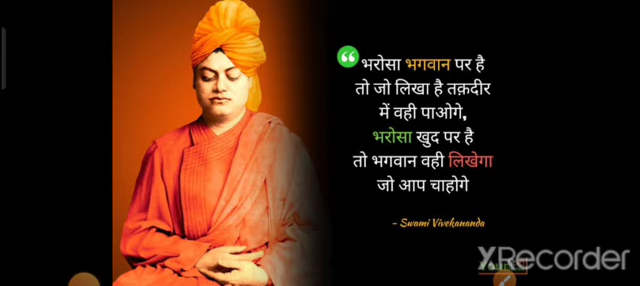 भरोसा भगवान पर है
तो जो लिखा है तक़दीर
में वही पाओगे,
भरोसा खुद पर है
तो भगवान वही लिखेगा
जो आप चाहोगे
~ Swami Vivekananda
XRecorder